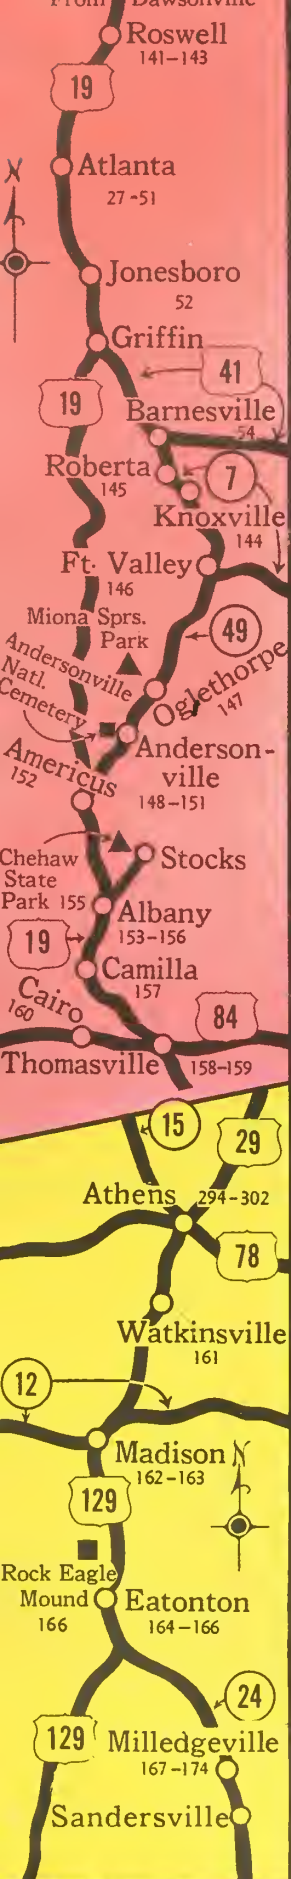 From Dawsonville
Roswell
141-143
19
Atlanta
27-51
N
Jonesboro
52
Griffin
41
19
Barnesville
54
Roberta
145
7
Knoxville
144
Ft. Valley
146
Miona Sprs.
Park
49
Andersonville
Natl.
Cemetery
Oglethorpe
147
Anderson-
ville
148-151
Americus
152
Chehaw
State
Park 155
Stocks
Albany
153-156
19
Camilla
157
Cairo
160
84
Thomasville
158-159
15
29
Athens 294-302
78
Watkinsville
161
12
Madison
162-163
N
129
Rock Eagle
Mound
166
Eatonton
164-166
24
129
Milledgeville
167-174
Sandersville